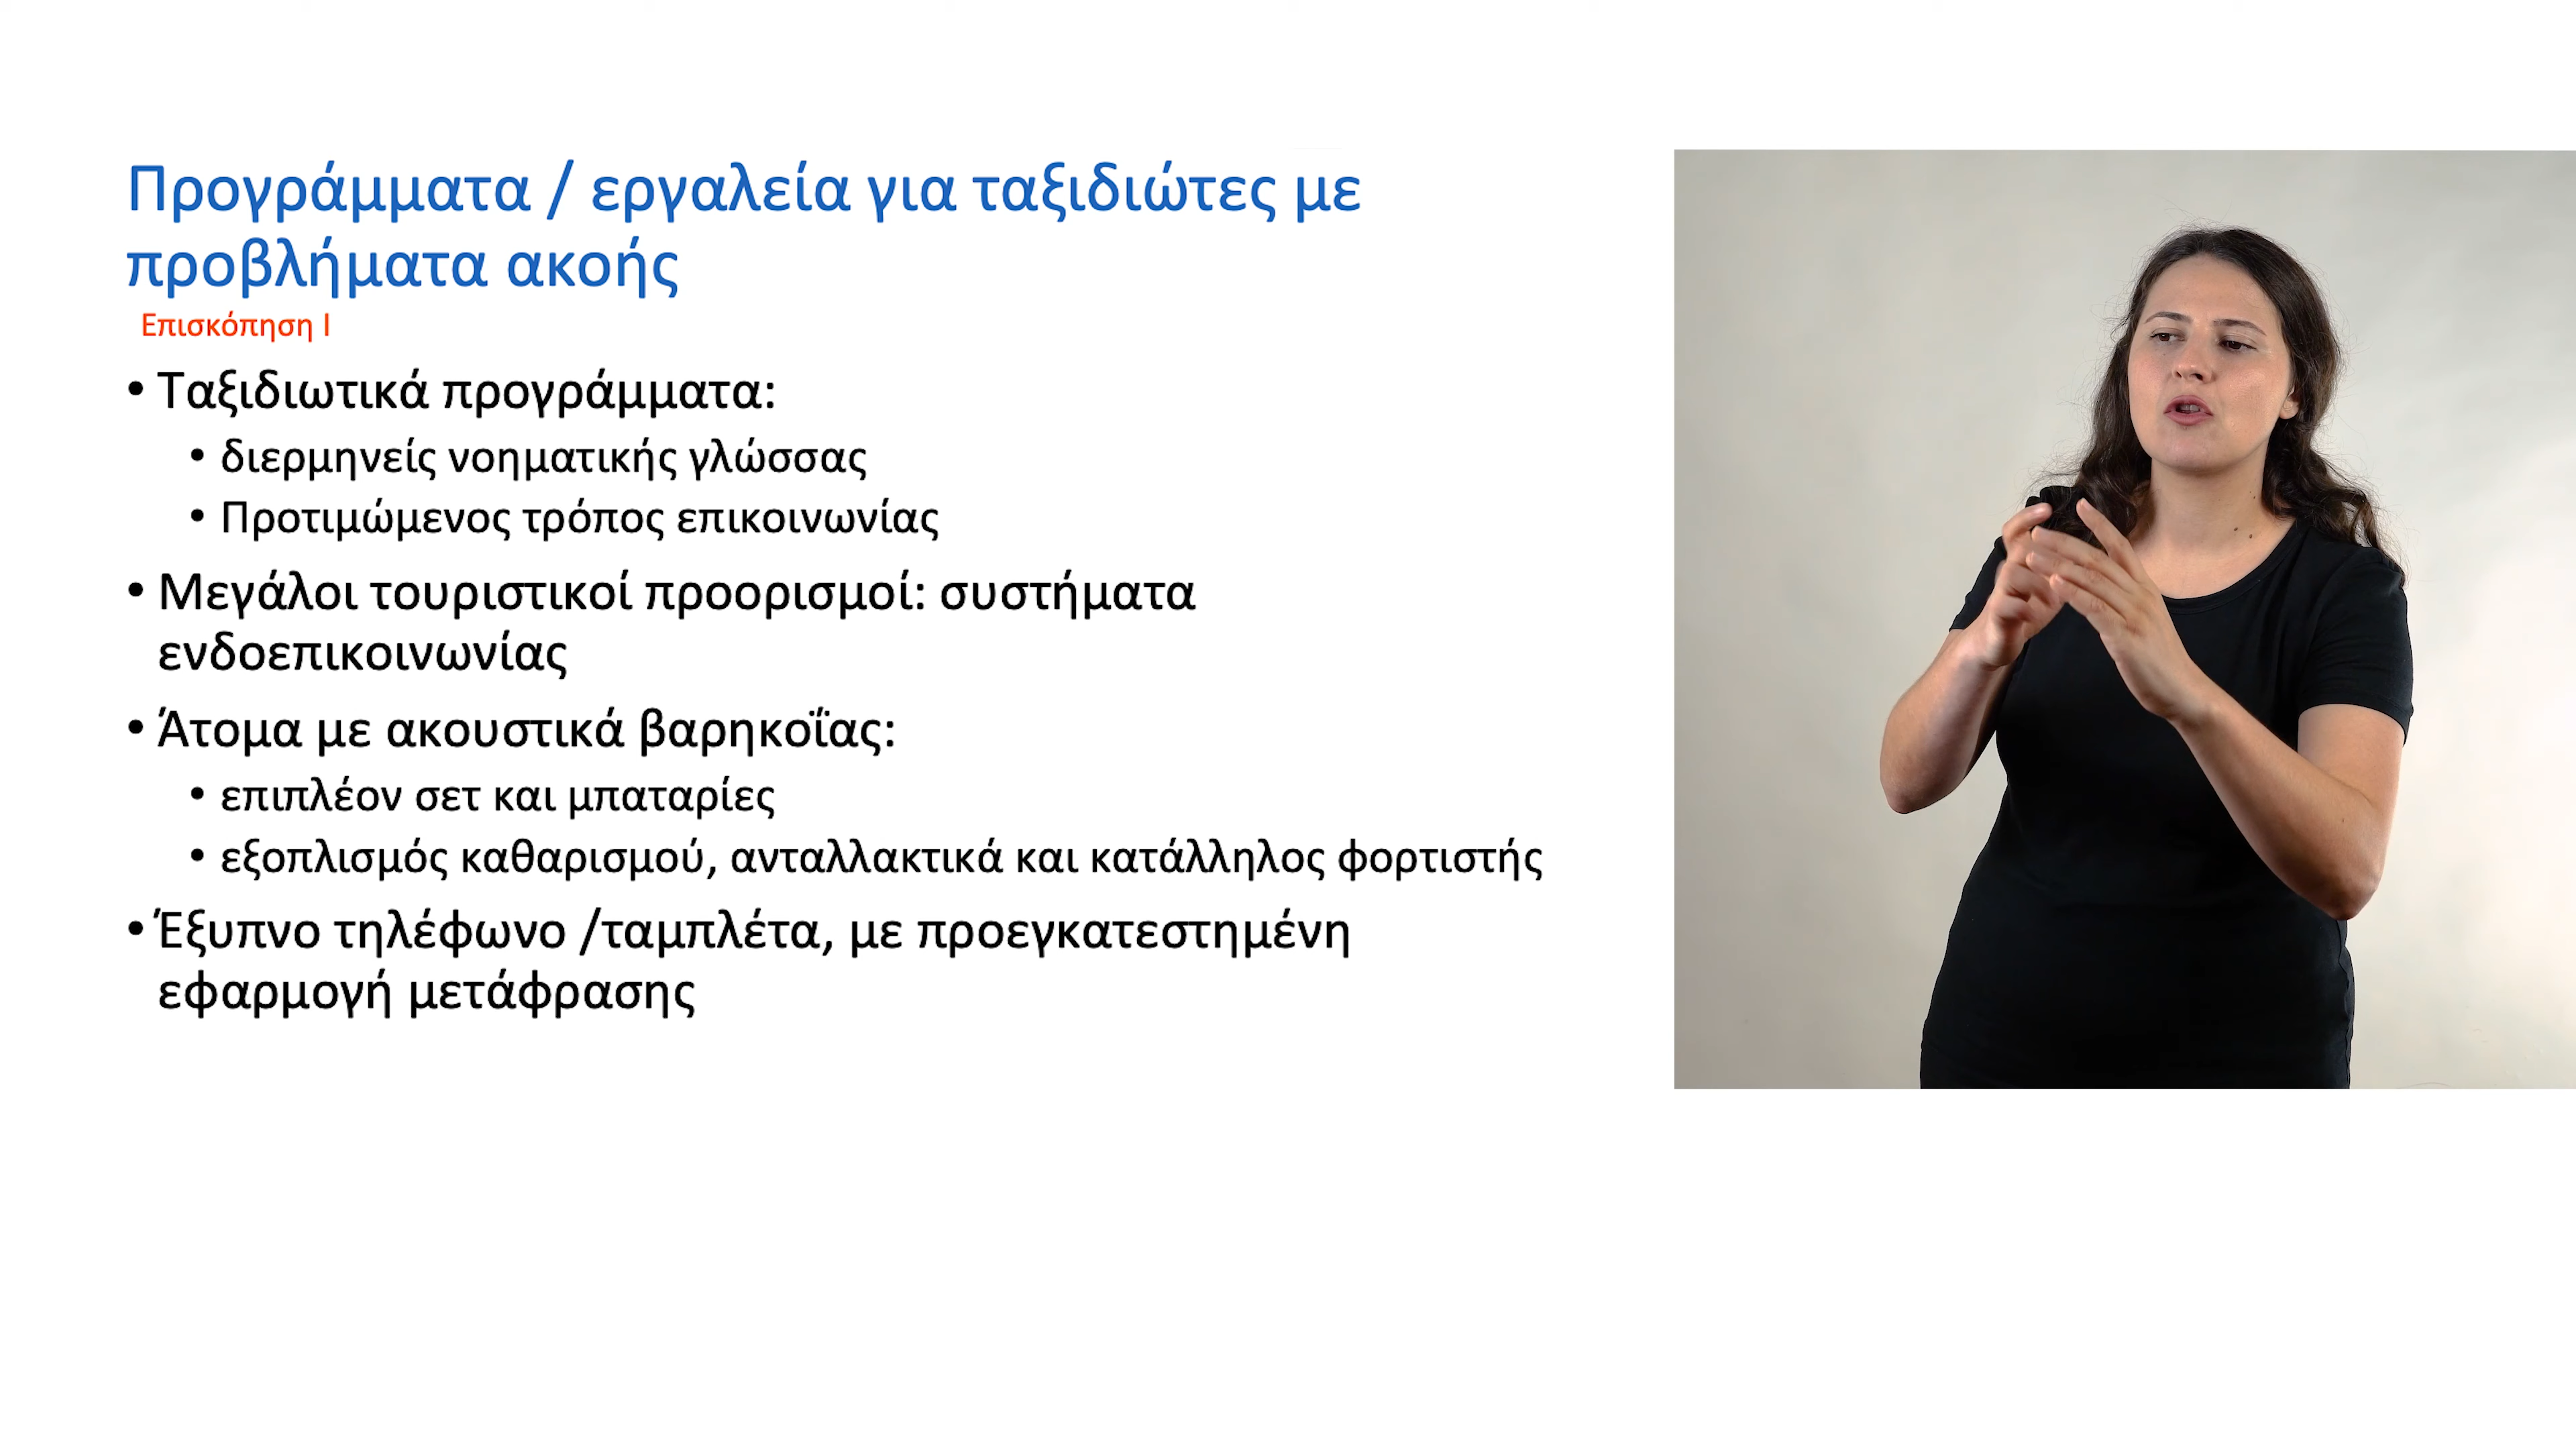 Προγράμματα / εργαλεία για ταξιδιώτες με
προβλήματα ακοής
Επισκόπηση Ι
• Ταξιδιωτικά προγράμματα:
• διερμηνείς νοηματικής γλώσσας
• Προτιμώμενος τρόπος επικοινωνίας
• Μεγάλοι τουριστικοί προορισμοί: συστήματα
ενδοεπικοινωνίας
• Άτομα με ακουστικά βαρηκοΐας:
• επιπλέον σετ και μπαταρίες
• εξοπλισμός καθαρισμού, ανταλλακτικά και κατάλληλος φορτιστής
• Έξυπνο τηλέφωνο /ταμπλέτα, με προεγκατεστημένη
εφαρμογή μετάφρασης